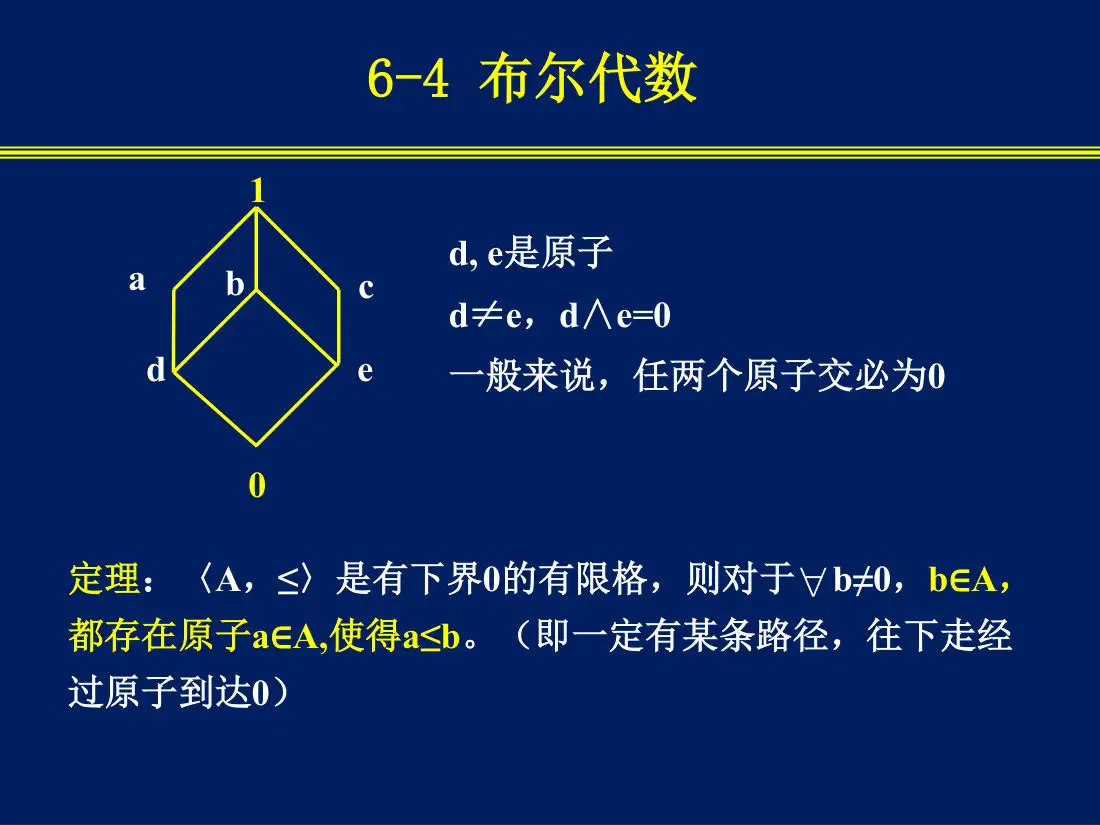 6-4 布尔代数
1
a
b
c
d
e
0
d, e是原子
d≠e，d∧e=0
一般来说，任两个原子交必为0
定理：〈A，≤〉是有下界0的有限格，则对于∀ b≠0，b∈A，
都存在原子a∈A,使得a≤b。（即一定有某条路径，往下走经
过原子到达0）